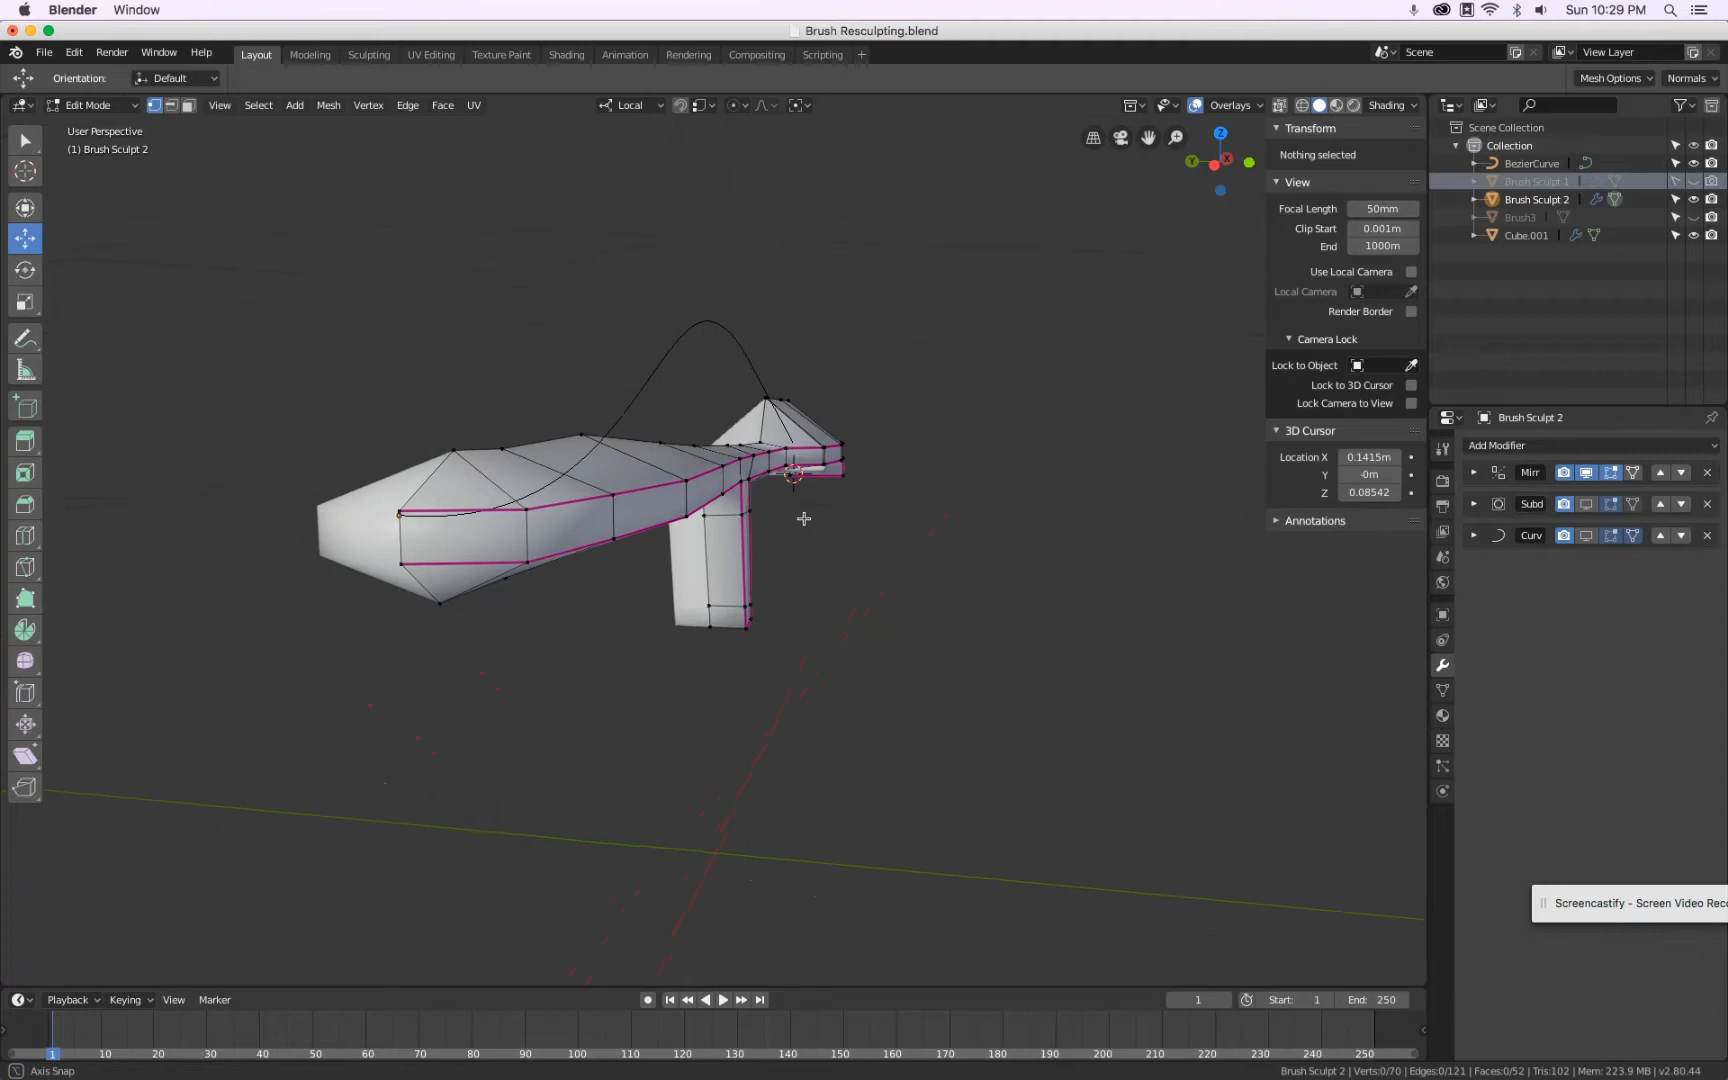 Blender Window Sun 10:29 PM
Brush Resculpting.blend
File Edit Render Window Help Layout Modeling Sculpting UV Editing Texture Paint Shading Animation Rendering Compositing Scripting + Scene View Layer
Orientation: Default Mesh Options Normals
Edit Mode View Select Add Mesh Vertex Edge Face UV Local Overlays Shading
User Perspective
(1) Brush Sculpt 2
Z
Y
X
Transform
Nothing selected
View
Focal Length 50mm
Clip Start 0.001m
End 1000m
Use Local Camera
Local Camera
Render Border
Camera Lock
Lock to Object
Lock to 3D Cursor
Lock Camera to View
3D Cursor
Location X 0.1415m
Y -0m
Z 0.08542
Annotations
Scene Collection
Collection
BezierCurve
Brush Sculpt 1
Brush Sculpt 2
Brush3
Cube.001
Brush Sculpt 2
Add Modifier
Mirr
Subd
Curv
Screencastify - Screen Video Reco
Playback Keying View Marker 1 Start: 1 End: 250
1 10 20 30 40 50 60 70 80 90 100 110 120 130 140 150 160 170 180 190 200 210 220 230 240 250
Axis Snap Brush Sculpt 2 | Verts:0/70 | Edges:0/121 | Faces:0/52 | Tris:102 | Mem: 223.9 MB | v2.80.44